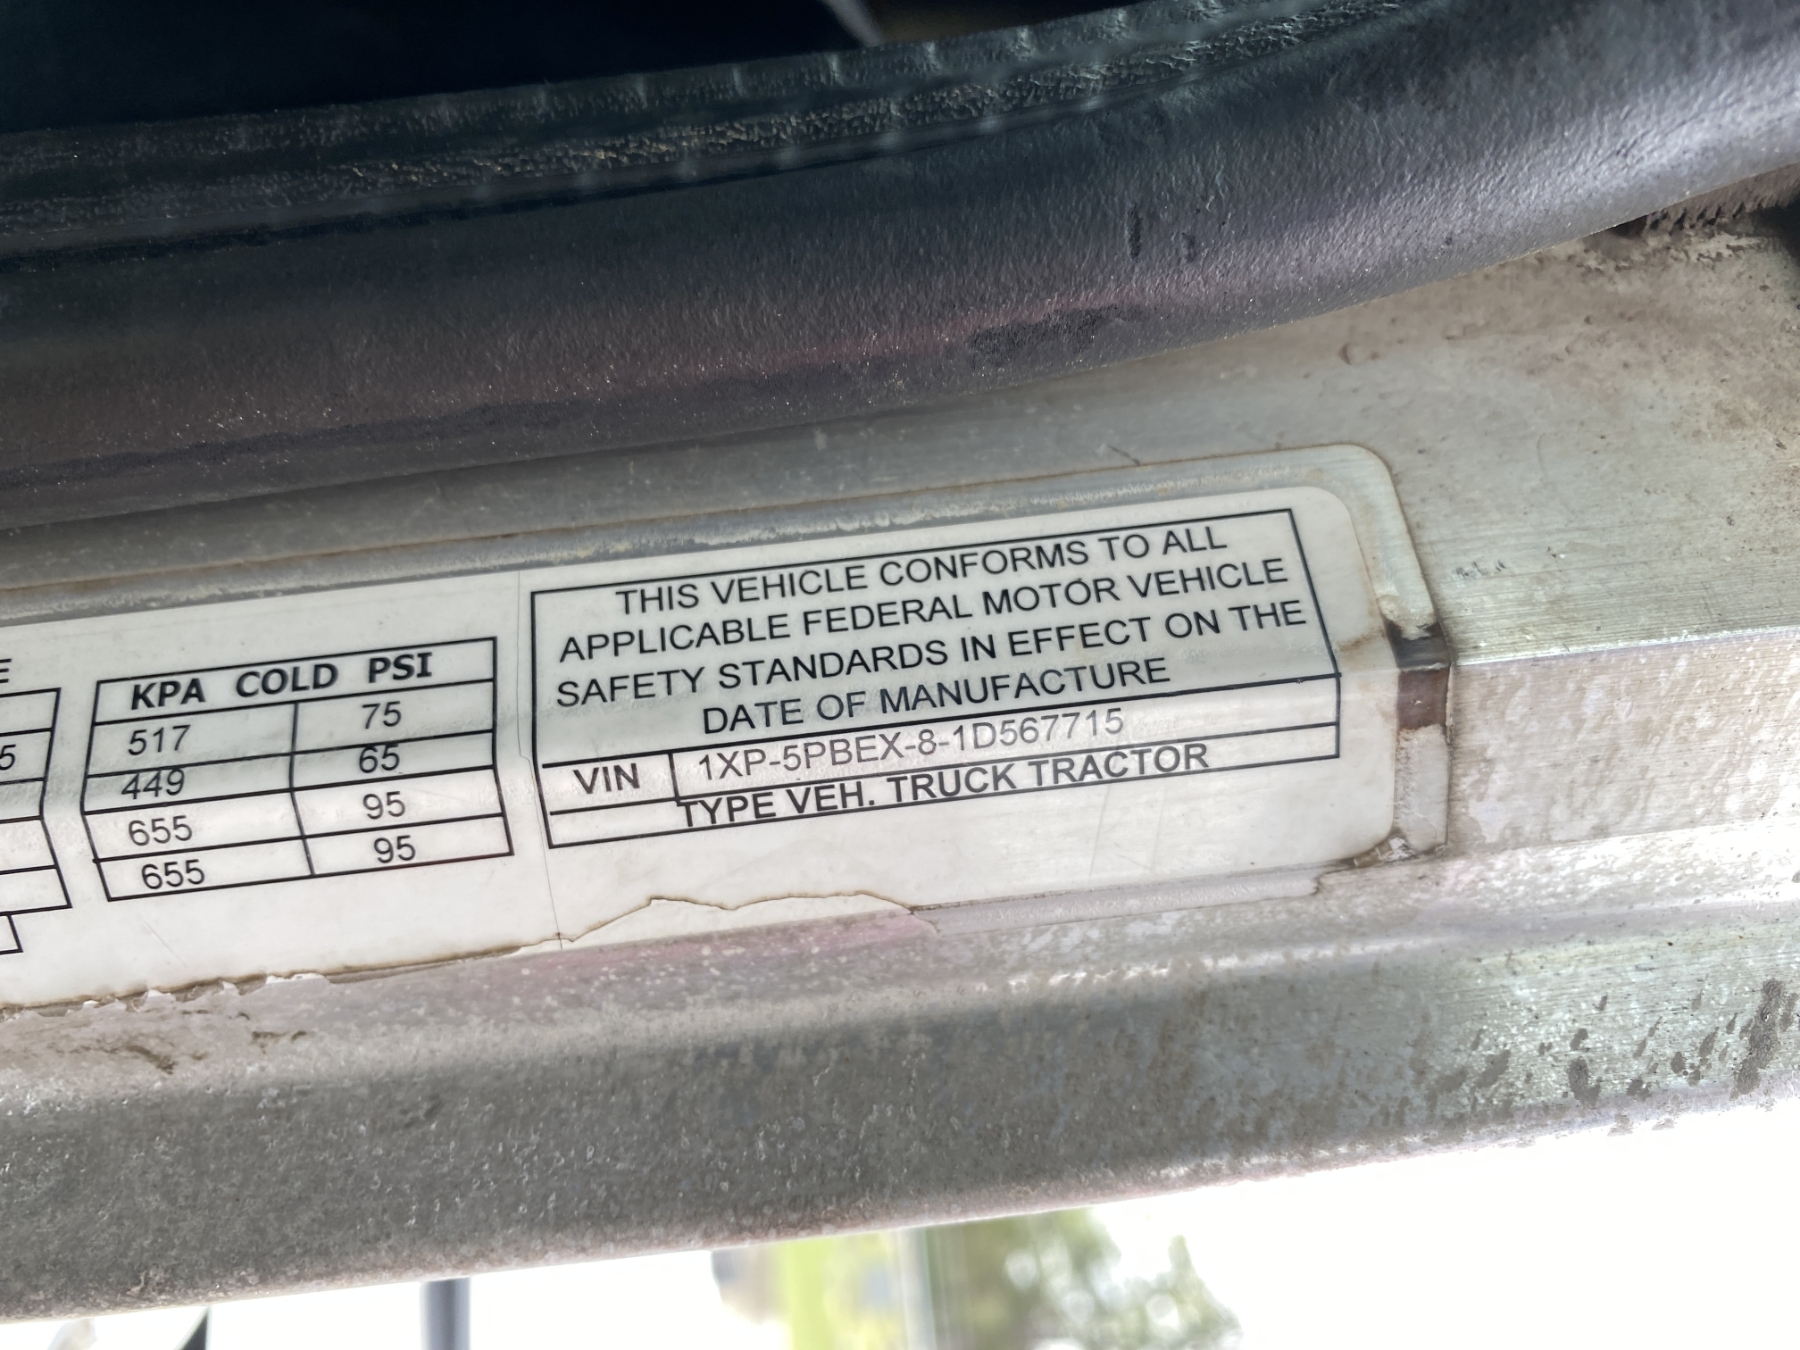 E
5
KPA COLD PSI
517 75
449 65
655 95
655 95
THIS VEHICLE CONFORMS TO ALL
APPLICABLE FEDERAL MOTOR VEHICLE
SAFETY STANDARDS IN EFFECT ON THE
DATE OF MANUFACTURE
VIN 1XP-5PBEX-8-1D567715
TYPE VEH. TRUCK TRACTOR